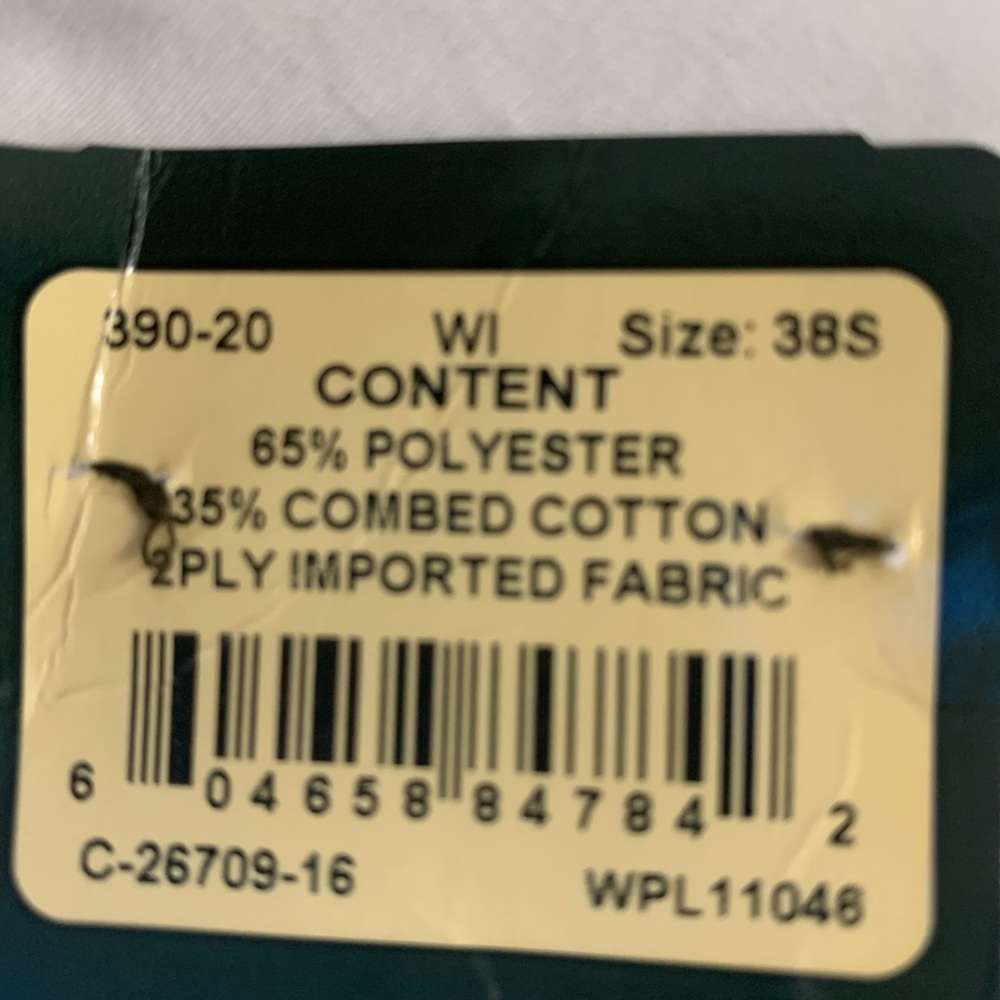 390-20 WI Size: 38S
CONTENT
65% POLYESTER
35% COMBED COTTON
2PLY IMPORTED FABRIC
6 04658 84784 2
C-26709-16 WPL11046